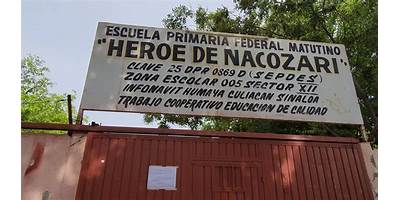 ESCUELA PRIMARIA FEDERAL MATUTINO
"HEROE DE NACOZARI"
CLAVE 25 DPR 0869 D (SEPDES)
ZONA ESCOLAR 005 SECTOR XII
INFONAVIT HUMAYA CULIACAN SINALOA
TRABAJO COOPERATIVO EDUCACION DE CALIDAD